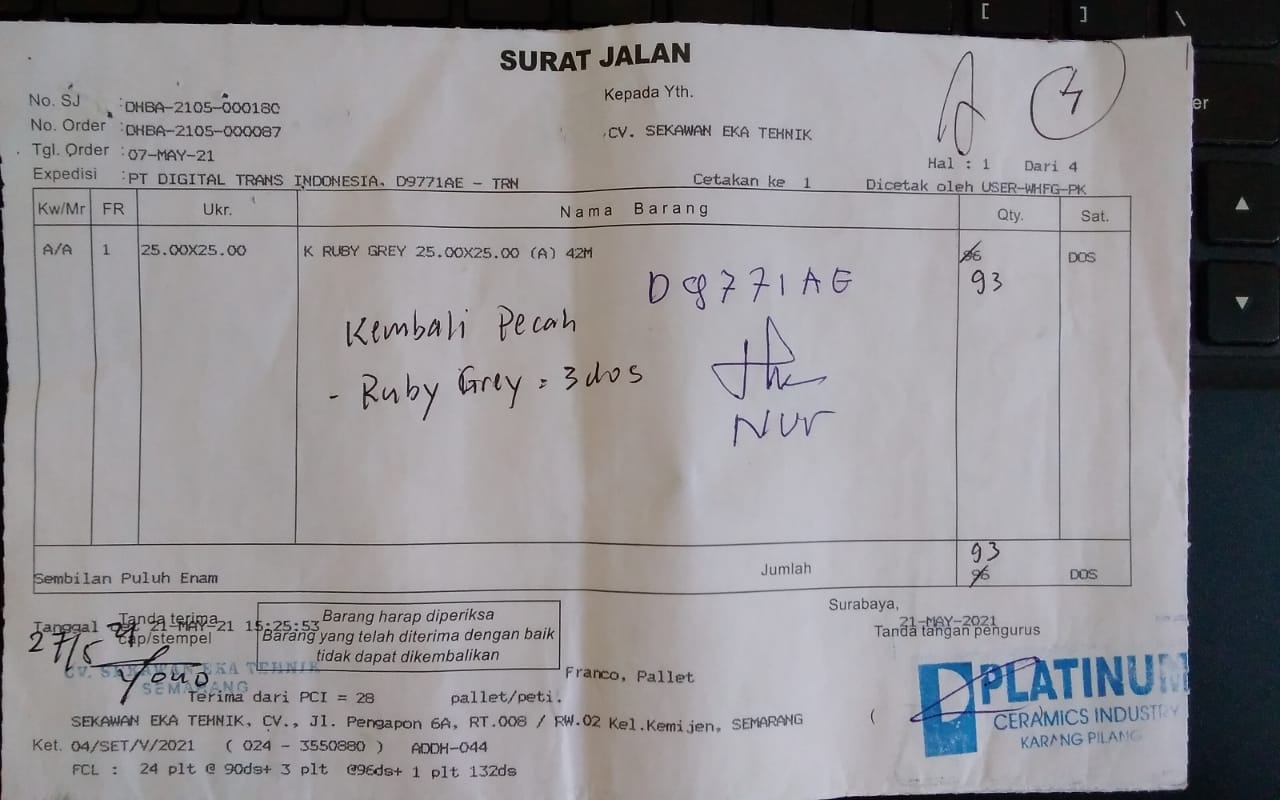 SURAT JALAN
No. SJ : DHBA-2105-000180
No. Order : DHBA-2105-000087
Tgl. Order : 07-MAY-21
Expedisi : PT DIGITAL TRANS INDONESIA. D9771AE - TRN
Kepada Yth.
CV. SEKAWAN EKA TEHNIK
Hal : 1 Dari 4
Cetakan ke 1 Dicetak oleh USER-WHFG-PK
Kw/Mr FR Ukr. Nama Barang Qty. Sat.
A/A 1 25.00X25.00 K RUBY GREY 25.00X25.00 (A) 42M 96 DOS
93
D9771AE
Kembali Pecah
- Ruby Grey = 3 dos
Nur
93
Sembilan Puluh Enam Jumlah 96 DOS
Surabaya,
21-MAY-2021
Tanda tangan pengurus
Tanda terima
Tanggal 21-MAY-21 15:25:53
cap/stempel
27/5 21
Yono
Barang harap diperiksa
Barang yang telah diterima dengan baik
tidak dapat dikembalikan
CV. SEKAWAN EKA TEHNIK
SEMARANG
Franco, Pallet
Terima dari PCI = 28 pallet/peti.
SEKAWAN EKA TEHNIK, CV., Jl. Pengapon 6A, RT.008 / RW.02 Kel.Kemijen, SEMARANG
Ket. 04/SET/V/2021 ( 024 - 3550880 ) ADDH-044
FCL : 24 plt @ 90ds+ 3 plt @96ds+ 1 plt 132ds
(
PLATINUM
CERAMICS INDUSTRY
KARANG PILANG
[ ] \
er